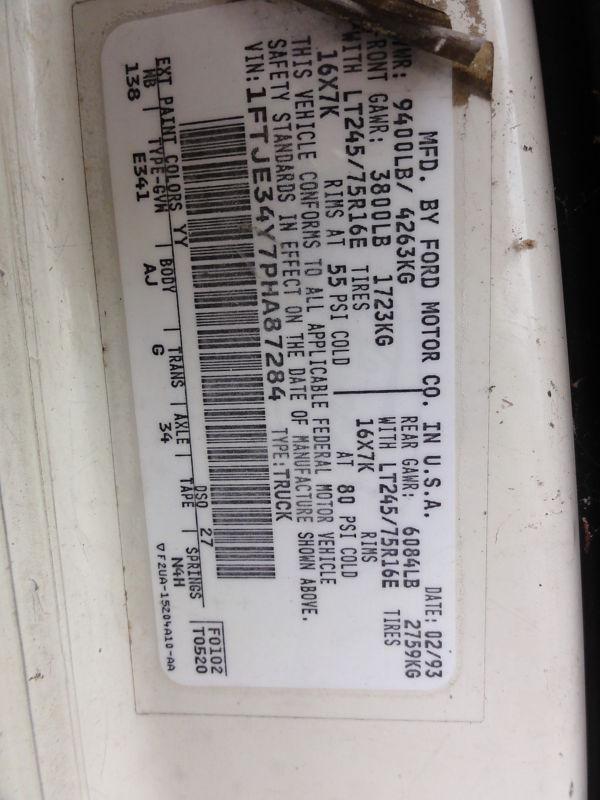 MFD. BY FORD MOTOR CO. IN U.S.A.
DATE: 02/93
WR: 9400LB/ 4263KG
RONT GAWR: 3800LB 1723KG
REAR GAWR: 6084LB 2759KG
WITH LT245/75R16E TIRES
WITH LT245/75R16E TIRES
16X7K RIMS AT 55 PSI COLD
16X7K RIMS
AT 80 PSI COLD
THIS VEHICLE CONFORMS TO ALL APPLICABLE FEDERAL MOTOR VEHICLE
SAFETY STANDARDS IN EFFECT ON THE DATE OF MANUFACTURE SHOWN ABOVE.
VIN: 1FTJE34Y7PHA87284 TYPE: TRUCK
F0102
T0520
EXT PAINT COLORS YY DSO 27
WB | TYPE-GVW | BODY | TRANS | AXLE | TAPE | SPRINGS
138 E341 AJ G 34 N4H
▽ F2UA-15204A10-AA